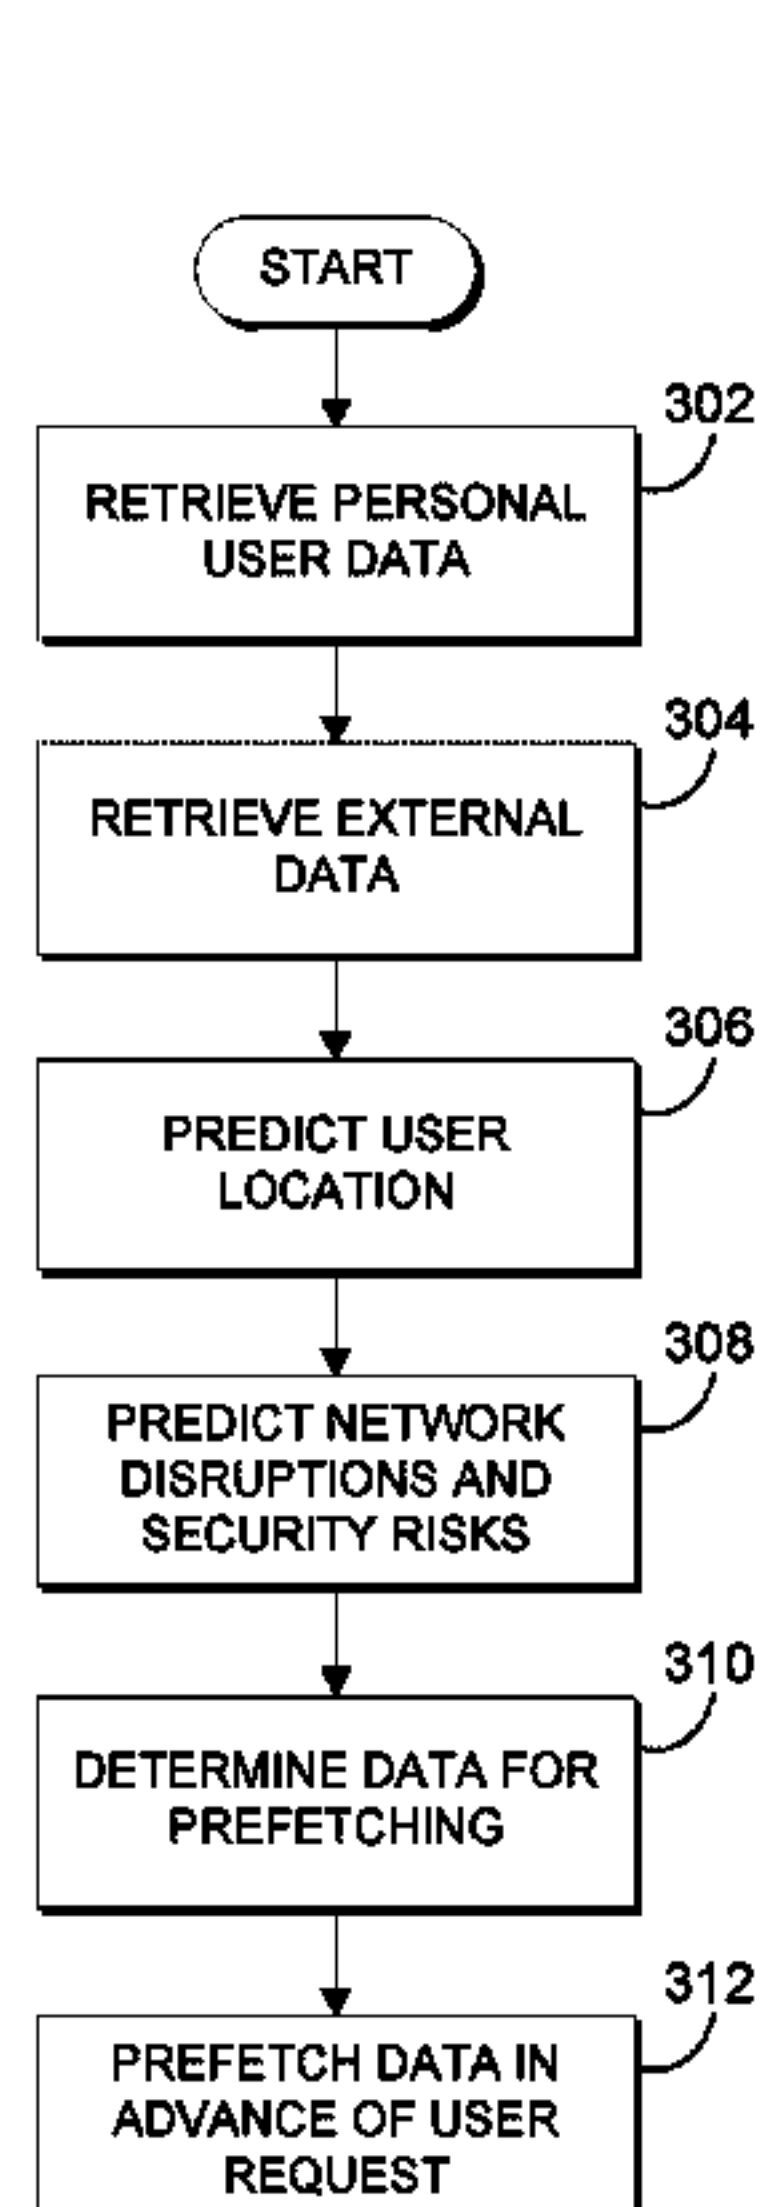 START
302
RETRIEVE PERSONAL
USER DATA
304
RETRIEVE EXTERNAL
DATA
306
PREDICT USER
LOCATION
308
PREDICT NETWORK
DISRUPTIONS AND
SECURITY RISKS
310
DETERMINE DATA FOR
PREFETCHING
312
PREFETCH DATA IN
ADVANCE OF USER
REQUEST